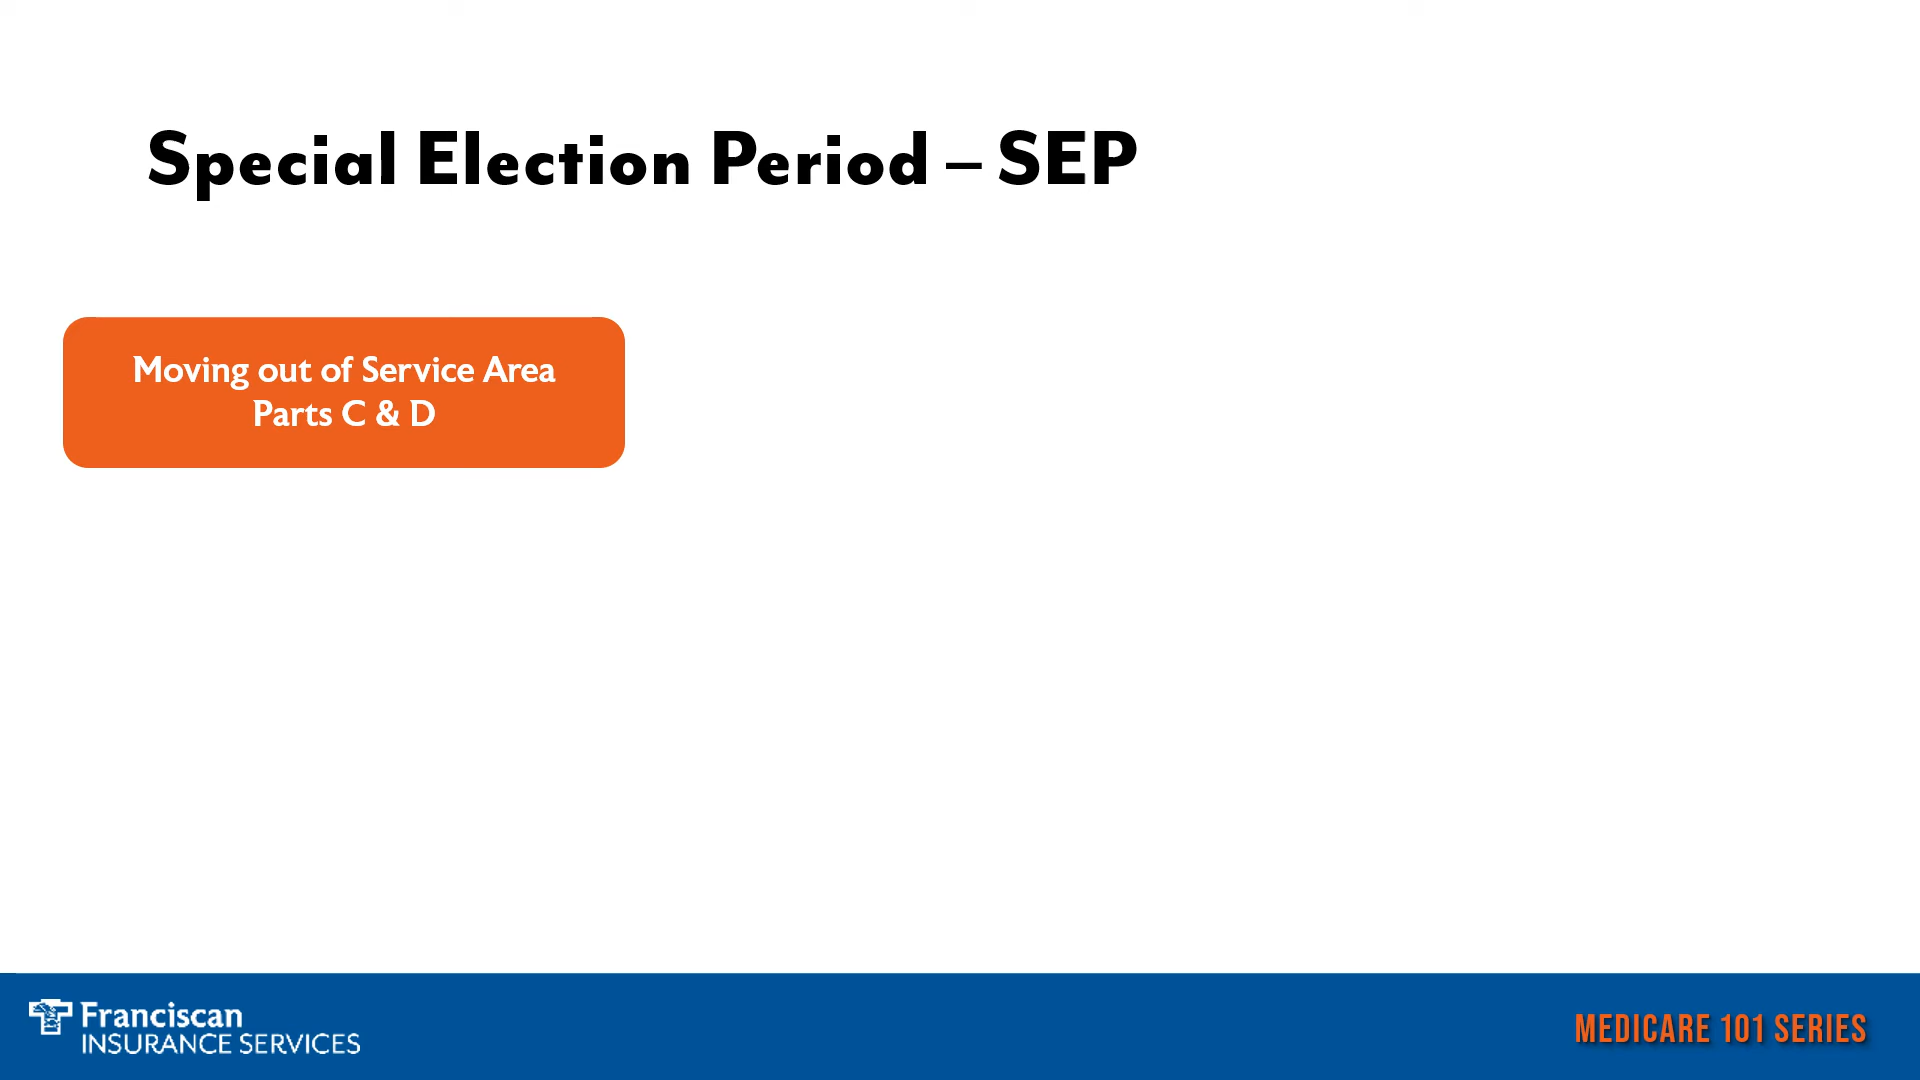 Special Election Period – SEP
Moving out of Service Area
Parts C & D
Franciscan
INSURANCE SERVICES
MEDICARE 101 SERIES